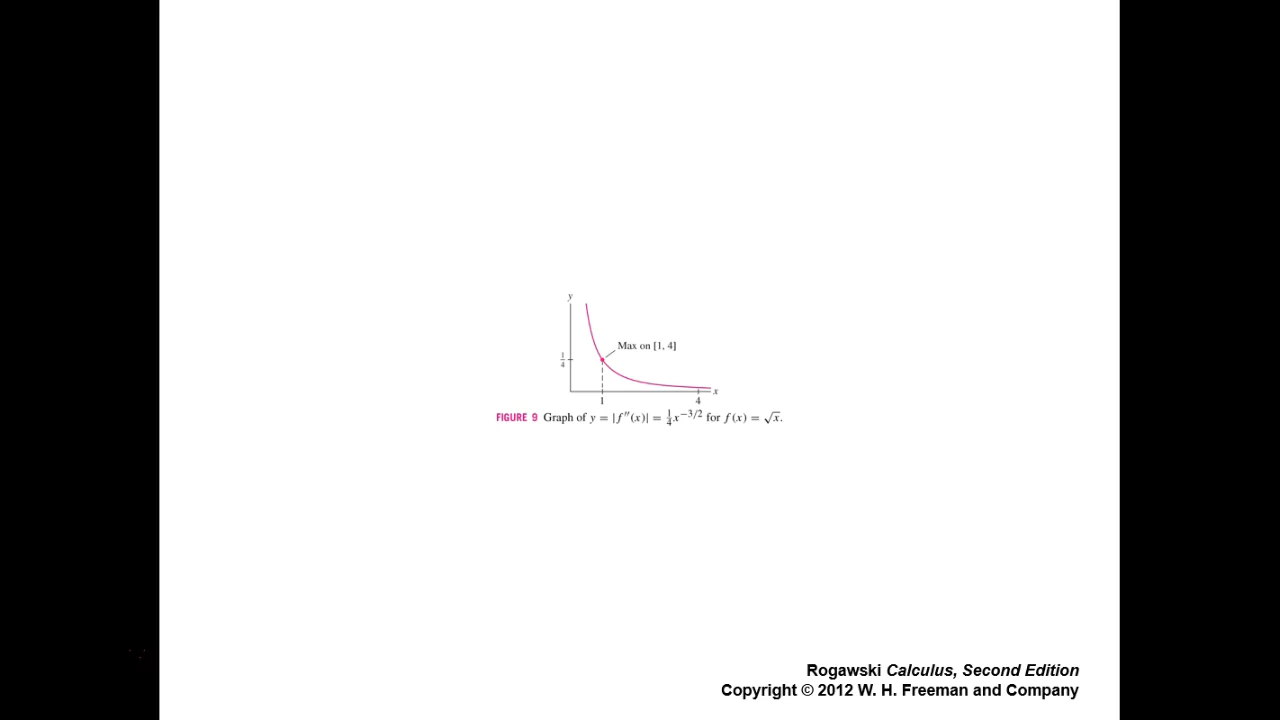 y
Max on [1, 4]
1/4
x
1
4
FIGURE 9 Graph of y = |f″(x)| = ¼x^{−3/2} for f(x) = √x.
Rogawski Calculus, Second Edition
Copyright © 2012 W. H. Freeman and Company